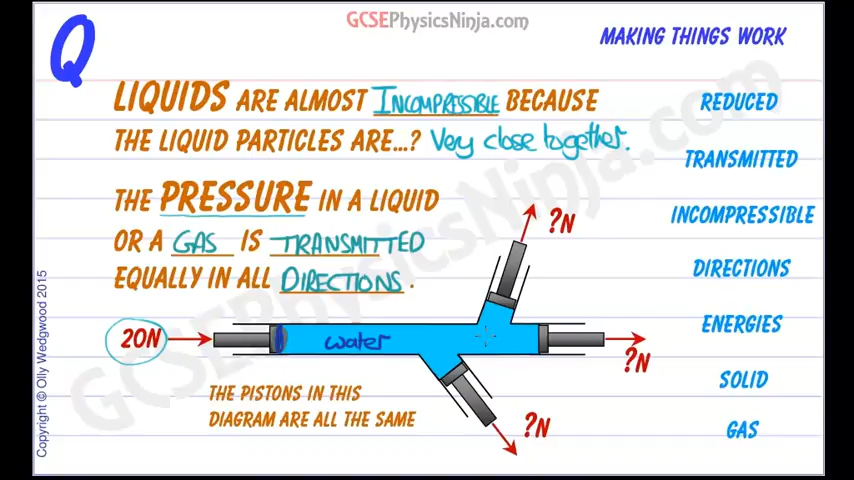 GCSEPhysicsNinja.com
Q
MAKING THINGS WORK
LIQUIDS ARE ALMOST INCOMPRESSIBLE BECAUSE
THE LIQUID PARTICLES ARE...? Very close together.
THE PRESSURE IN A LIQUID
OR A GAS IS TRANSMITTED
EQUALLY IN ALL DIRECTIONS.
20N
water
?N
?N
?N
THE PISTONS IN THIS
DIAGRAM ARE ALL THE SAME
REDUCED
TRANSMITTED
INCOMPRESSIBLE
DIRECTIONS
ENERGIES
SOLID
GAS
Copyright © Olly Wedgwood 2015
GCSEPhysicsNinja.com